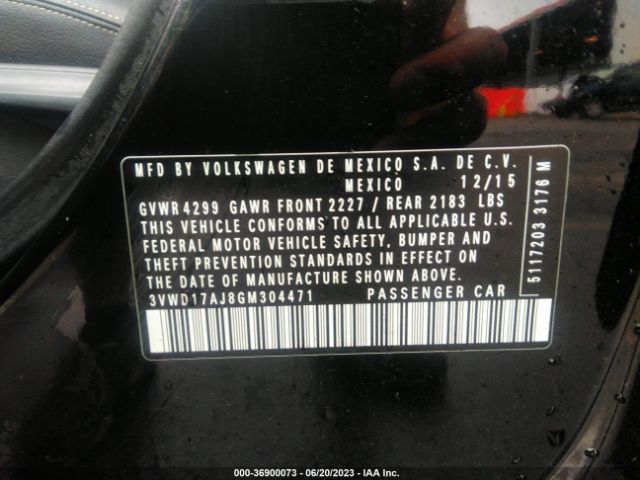 MFD BY VOLKSWAGEN DE MEXICO S.A. DE C.V.
MEXICO 12/15
GVWR 4299 GAWR FRONT 2227 / REAR 2183 LBS
THIS VEHICLE CONFORMS TO ALL APPLICABLE U.S.
FEDERAL MOTOR VEHICLE SAFETY, BUMPER AND
THEFT PREVENTION STANDARDS IN EFFECT ON
THE DATE OF MANUFACTURE SHOWN ABOVE.
3VWD17AJ8GM304471 PASSENGER CAR
5117203 3176 M
000-36900073 / 06/20/2023 - IAA Inc.